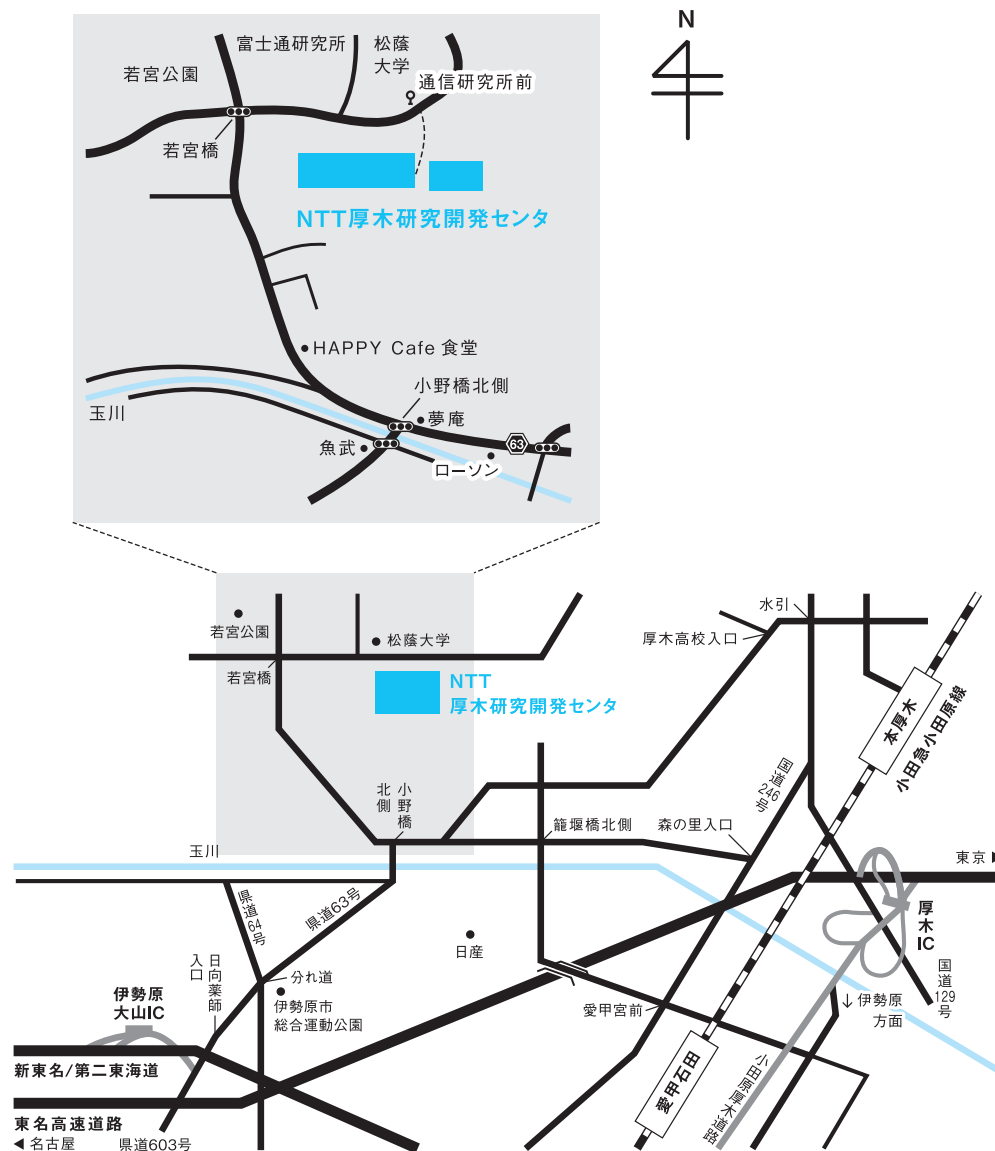 N
富士通研究所
松蔭
大学
若宮公園
通信研究所前
若宮橋
NTT厚木研究開発センタ
HAPPY Cafe 食堂
小野橋北側
玉川
夢庵
魚武
63
ローソン
水引
若宮公園
松蔭大学
厚木高校入口
若宮橋
NTT
厚木研究開発センタ
本厚木
小田急小田原線
国道
246
号
小野橋
北側
籠堰橋北側
森の里入口
玉川
東京 ▶
県道
64
号
県道63号
厚木
IC
日産
日向薬師
入口
分れ道
国道
129
号
伊勢原
大山IC
伊勢原市
総合運動公園
愛甲宮前
↓ 伊勢原
方面
新東名/第二東海道
愛甲石田
小田原厚木道路
東名高速道路
◀ 名古屋
県道603号